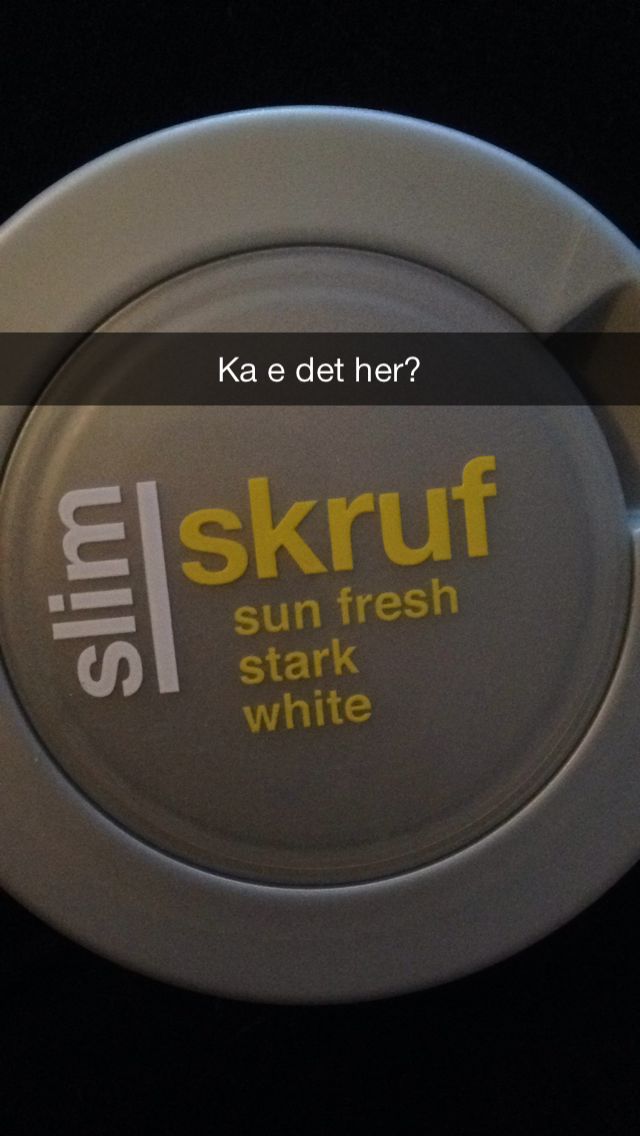 Ka e det her?
slim
skruf
sun fresh
stark
white